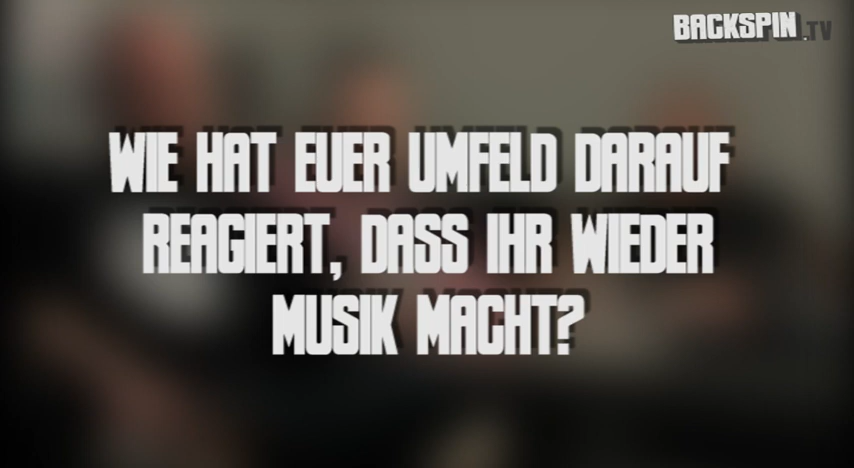 BACKSPIN.TV
WIE HAT EUER UMFELD DARAUF
REAGIERT, DASS IHR WIEDER
MUSIK MACHT?